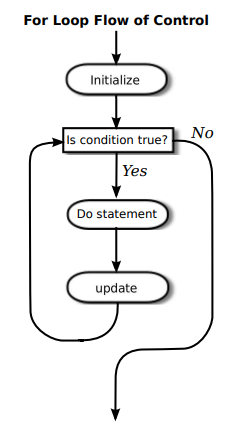 For Loop Flow of Control
Initialize
Is condition true?
No
Yes
Do statement
update